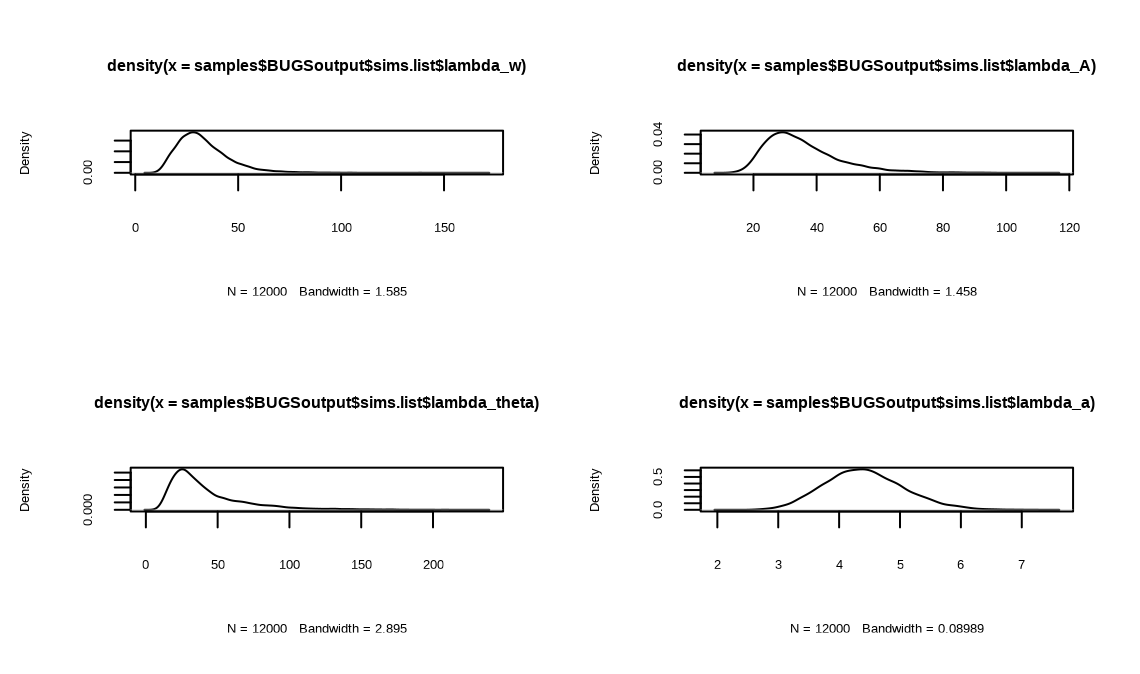 density(x = samples$BUGSoutput$sims.list$lambda_w)
Density
0.00
0 50 100 150
N = 12000 Bandwidth = 1.585
density(x = samples$BUGSoutput$sims.list$lambda_A)
Density
0.00 0.04
20 40 60 80 100 120
N = 12000 Bandwidth = 1.458
density(x = samples$BUGSoutput$sims.list$lambda_theta)
Density
0.000
0 50 100 150 200
N = 12000 Bandwidth = 2.895
density(x = samples$BUGSoutput$sims.list$lambda_a)
Density
0.0 0.5
2 3 4 5 6 7
N = 12000 Bandwidth = 0.08989